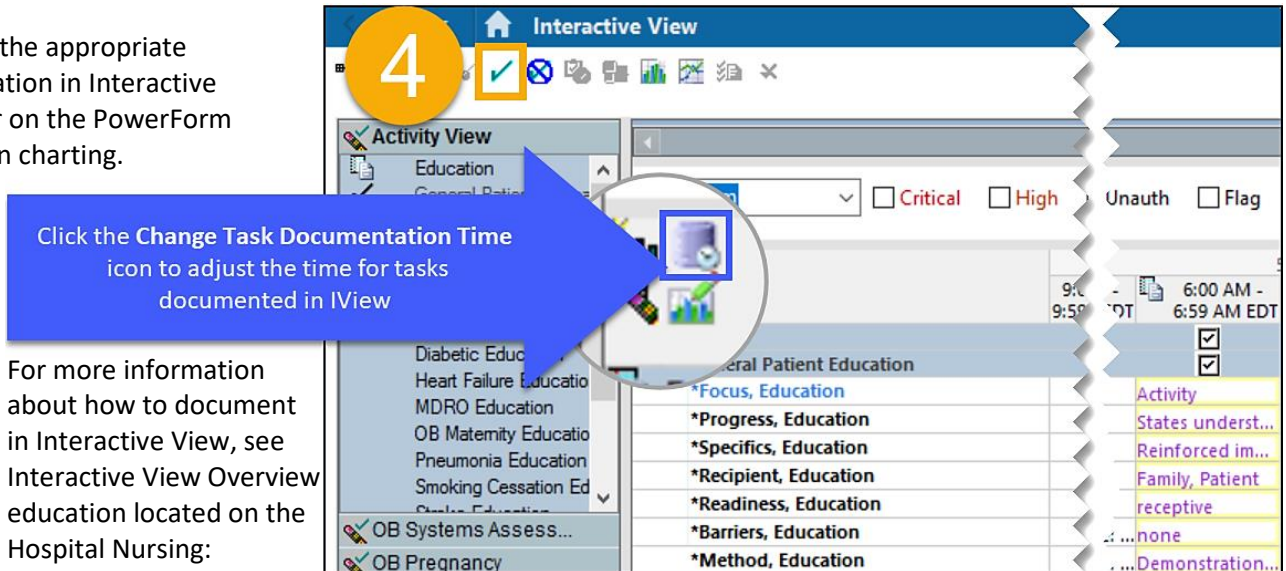 the appropriate
ation in Interactive
r on the PowerForm
n charting.
Click the Change Task Documentation Time
icon to adjust the time for tasks
documented in IView
For more information
about how to document
in Interactive View, see
Interactive View Overview
education located on the
Hospital Nursing:
Interactive View
4
Activity View
Education
General
Diabetic Educ
Heart Failure Educatio
MDRO Education
OB Maternity Educatio
Pneumonia Education
Smoking Cessation Ed
OB Systems Assess...
OB Pregnancy
Critical High Unauth Flag
9:58 DT
6:00 AM -
6:59 AM EDT
eral Patient Education
*Focus, Education Activity
*Progress, Education States underst...
*Specifics, Education Reinforced im...
*Recipient, Education Family, Patient
*Readiness, Education receptive
*Barriers, Education ...none
*Method, Education ...Demonstration...